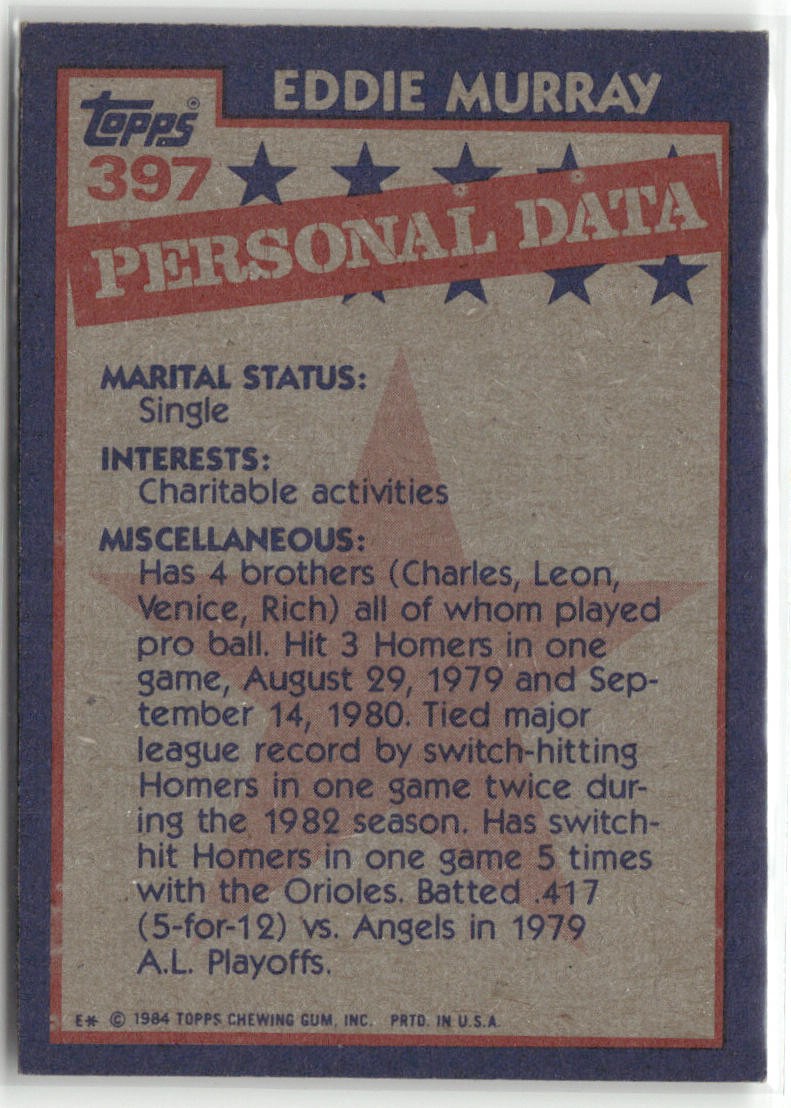 EDDIE MURRAY
Topps®
397
PERSONAL DATA
MARITAL STATUS:
Single
INTERESTS:
Charitable activities
MISCELLANEOUS:
Has 4 brothers (Charles, Leon,
Venice, Rich) all of whom played
pro ball. Hit 3 Homers in one
game, August 29, 1979 and Sep-
tember 14, 1980. Tied major
league record by switch-hitting
Homers in one game twice dur-
ing the 1982 season. Has switch-
hit Homers in one game 5 times
with the Orioles. Batted .417
(5-for-12) vs. Angels in 1979
A.L. Playoffs.
E* © 1984 TOPPS CHEWING GUM, INC. PRTD. IN U.S.A.